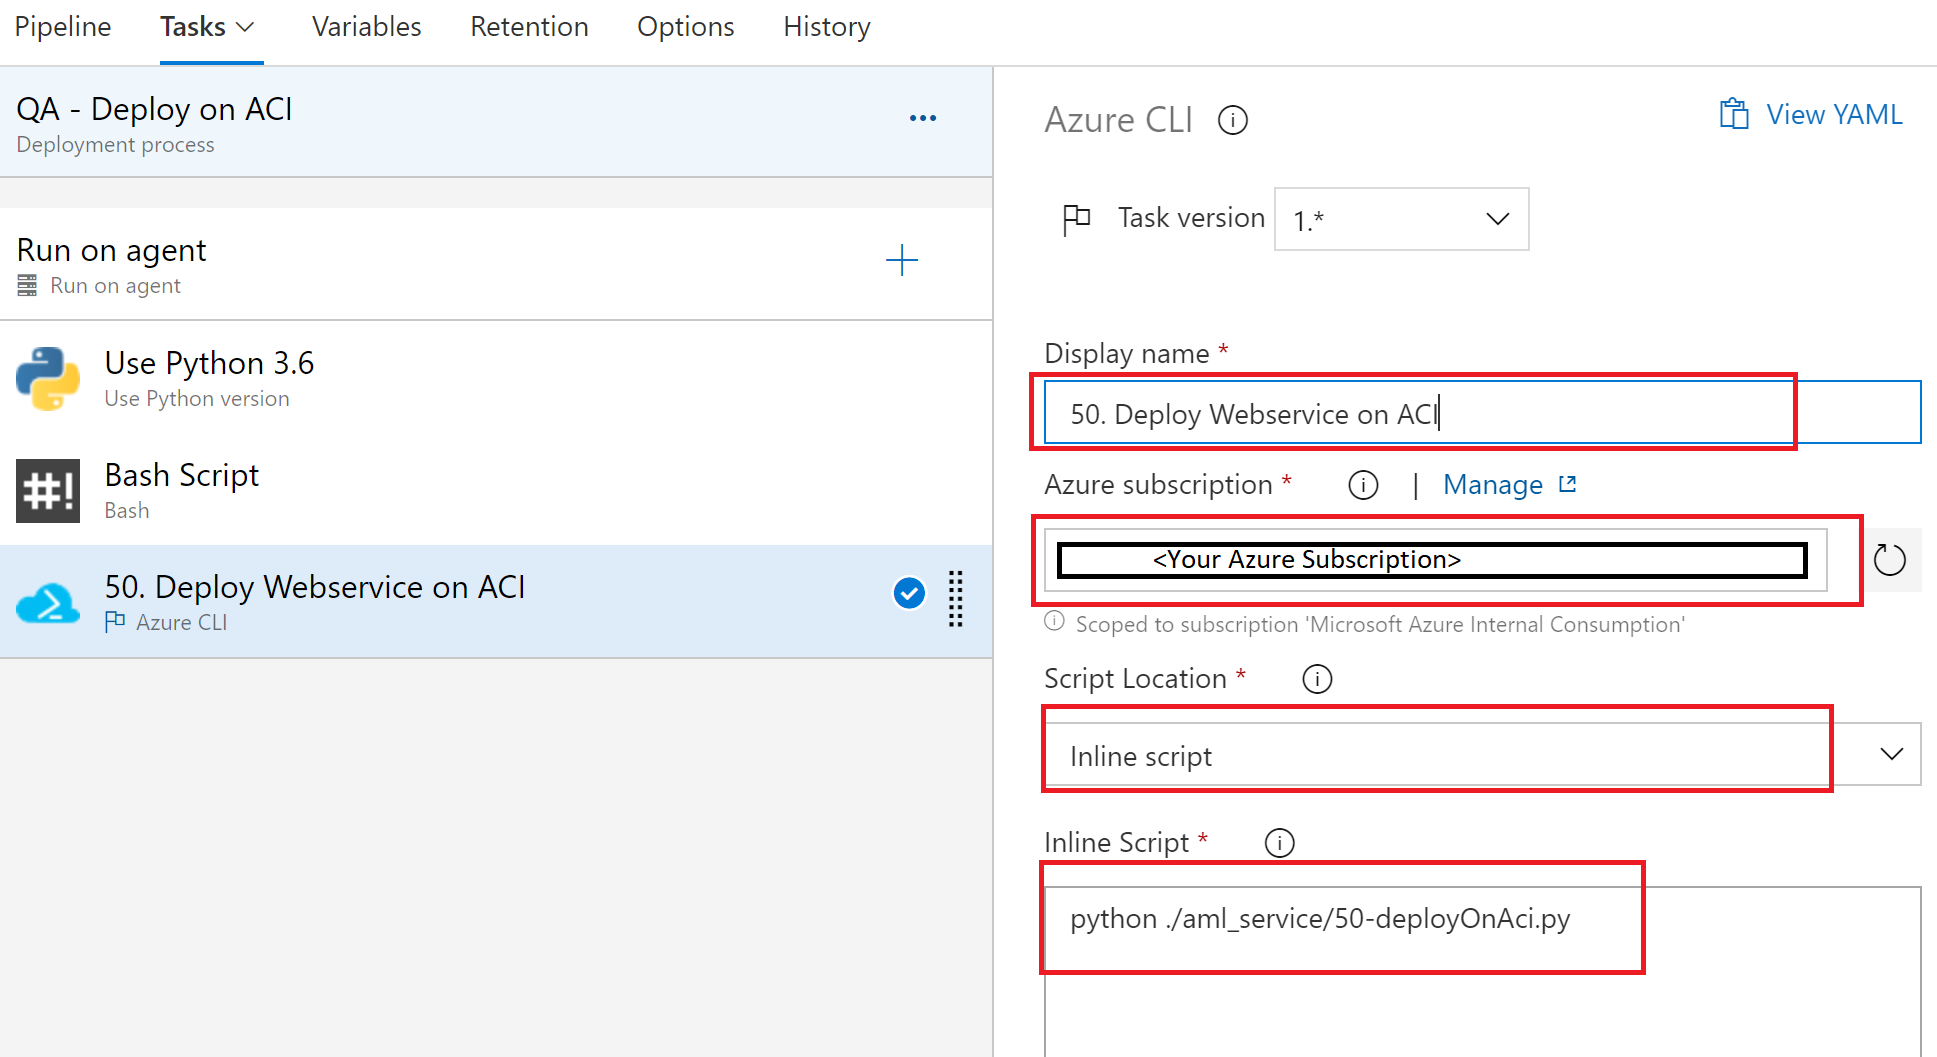 Pipeline Tasks Variables Retention Options History
QA - Deploy on ACI
Deployment process
Run on agent
Run on agent
Use Python 3.6
Use Python version
#!
Bash Script
Bash
50. Deploy Webservice on ACI
Azure CLI
Azure CLI
View YAML
Task version 1.*
Display name *
50. Deploy Webservice on ACI
Azure subscription * | Manage
<Your Azure Subscription>
Scoped to subscription 'Microsoft Azure Internal Consumption'
Script Location *
Inline script
Inline Script *
python ./aml_service/50-deployOnAci.py